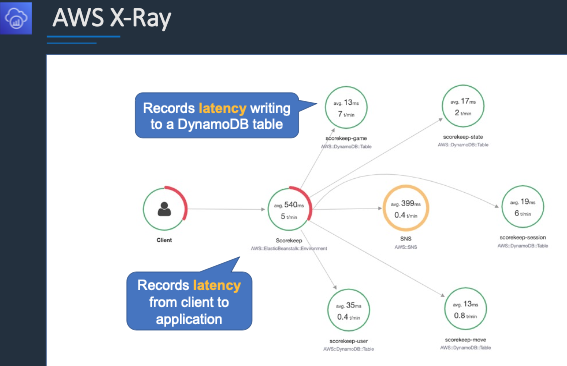 AWS X-Ray
Records latency writing
to a DynamoDB table
avg. 13ms
7 t/min
scorekeep-game
AWS::DynamoDB::Table
avg. 17ms
2 t/min
scorekeep-state
AWS::DynamoDB::Table
Client
avg. 540ms
5 t/min
Scorekeep
AWS::ElasticBeanstalk::Environment
avg. 399ms
0.4 t/min
SNS
AWS::SNS
avg. 19ms
6 t/min
scorekeep-session
AWS::DynamoDB::Table
Records latency
from client to
application
avg. 35ms
0.4 t/min
scorekeep-user
AWS::DynamoDB::Table
avg. 13ms
0.8 t/min
scorekeep-move
AWS::DynamoDB::Table